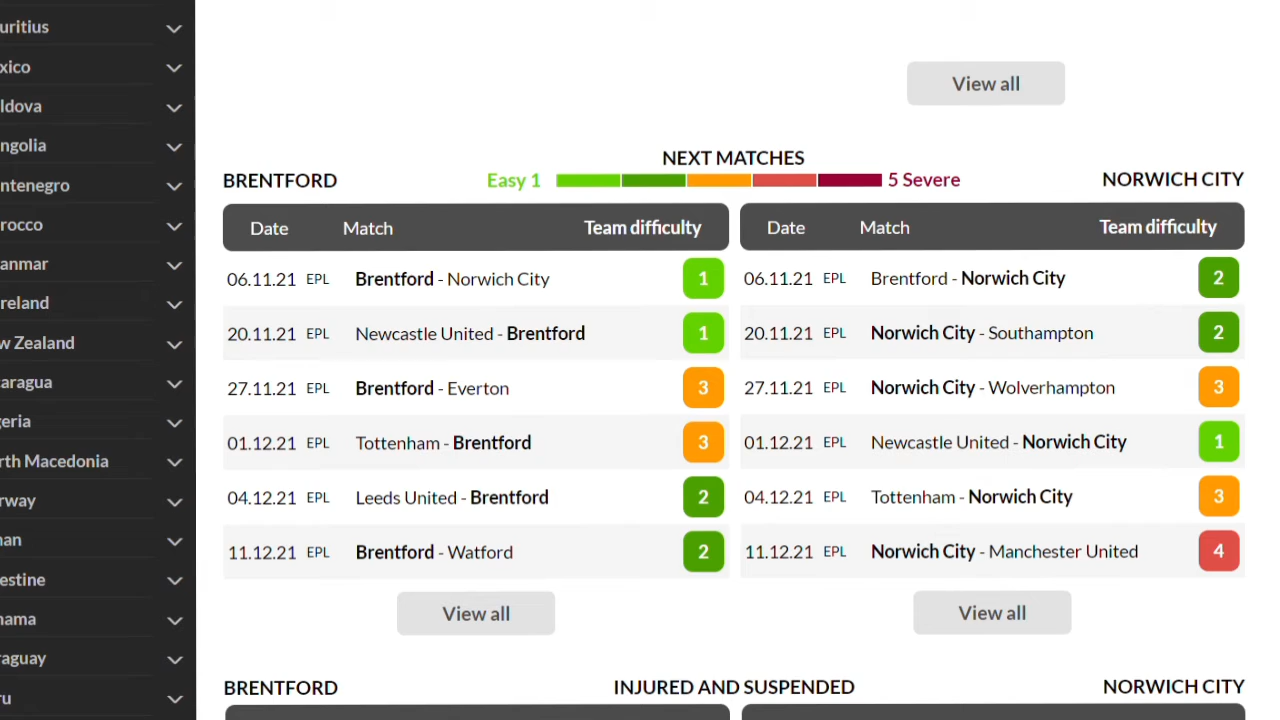 uritius
xico
ldova
ngolia
ntenegro
rocco
anmar
reland
w Zealand
caragua
geria
rth Macedonia
rway
nan
estine
nama
raguay
ru
View all
NEXT MATCHES
BRENTFORD Easy 1 5 Severe NORWICH CITY
Date Match Team difficulty Date Match Team difficulty
06.11.21 EPL Brentford - Norwich City 1 06.11.21 EPL Brentford - Norwich City 2
20.11.21 EPL Newcastle United - Brentford 1 20.11.21 EPL Norwich City - Southampton 2
27.11.21 EPL Brentford - Everton 3 27.11.21 EPL Norwich City - Wolverhampton 3
01.12.21 EPL Tottenham - Brentford 3 01.12.21 EPL Newcastle United - Norwich City 1
04.12.21 EPL Leeds United - Brentford 2 04.12.21 EPL Tottenham - Norwich City 3
11.12.21 EPL Brentford - Watford 2 11.12.21 EPL Norwich City - Manchester United 4
View all View all
BRENTFORD INJURED AND SUSPENDED NORWICH CITY